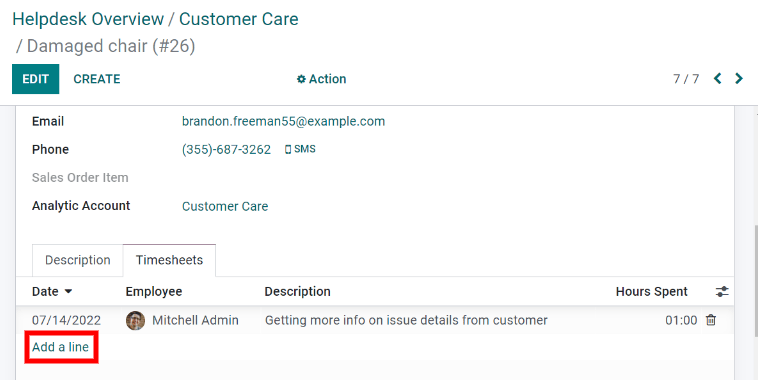 Helpdesk Overview / Customer Care
/ Damaged chair (#26)
EDIT CREATE Action 7 / 7
Email brandon.freeman55@example.com
Phone (355)-687-3262 SMS
Sales Order Item
Analytic Account Customer Care
Description Timesheets
Date Employee Description Hours Spent
07/14/2022 Mitchell Admin Getting more info on issue details from customer 01:00
Add a line